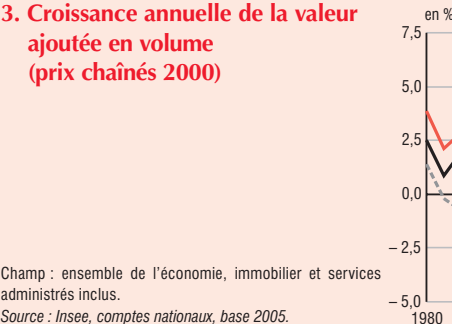 3. Croissance annuelle de la valeur
ajoutée en volume
(prix chaînés 2000)
en %
7,5
5,0
2,5
0,0
– 2,5
– 5,0
1980
Champ : ensemble de l'économie, immobilier et services
administrés inclus.
Source : Insee, comptes nationaux, base 2005.